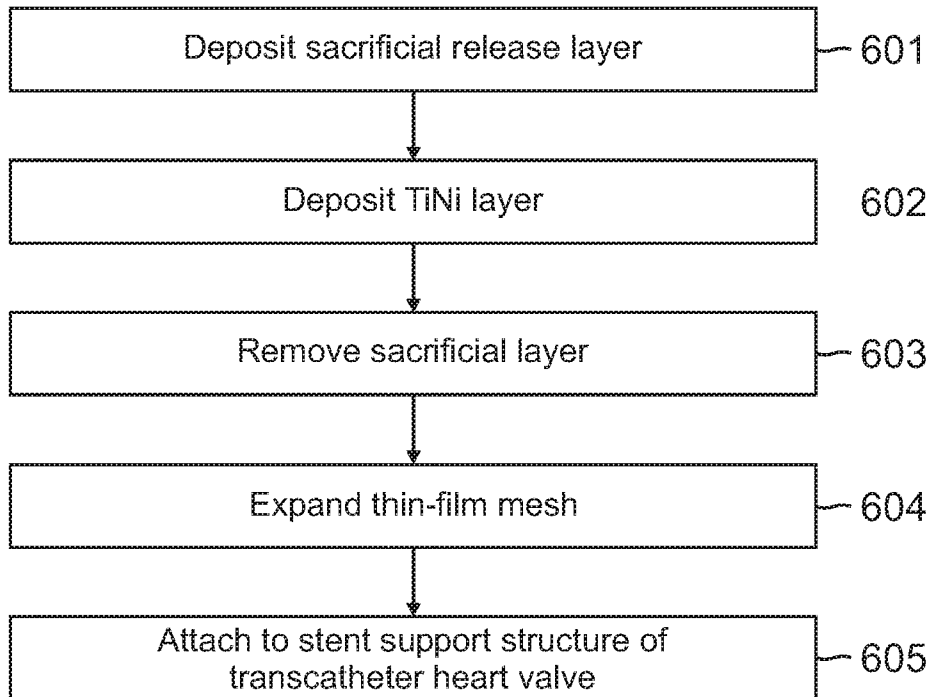 Deposit sacrificial release layer 601
Deposit TiNi layer 602
Remove sacrificial layer 603
Expand thin-film mesh 604
Attach to stent support structure of
transcatheter heart valve 605